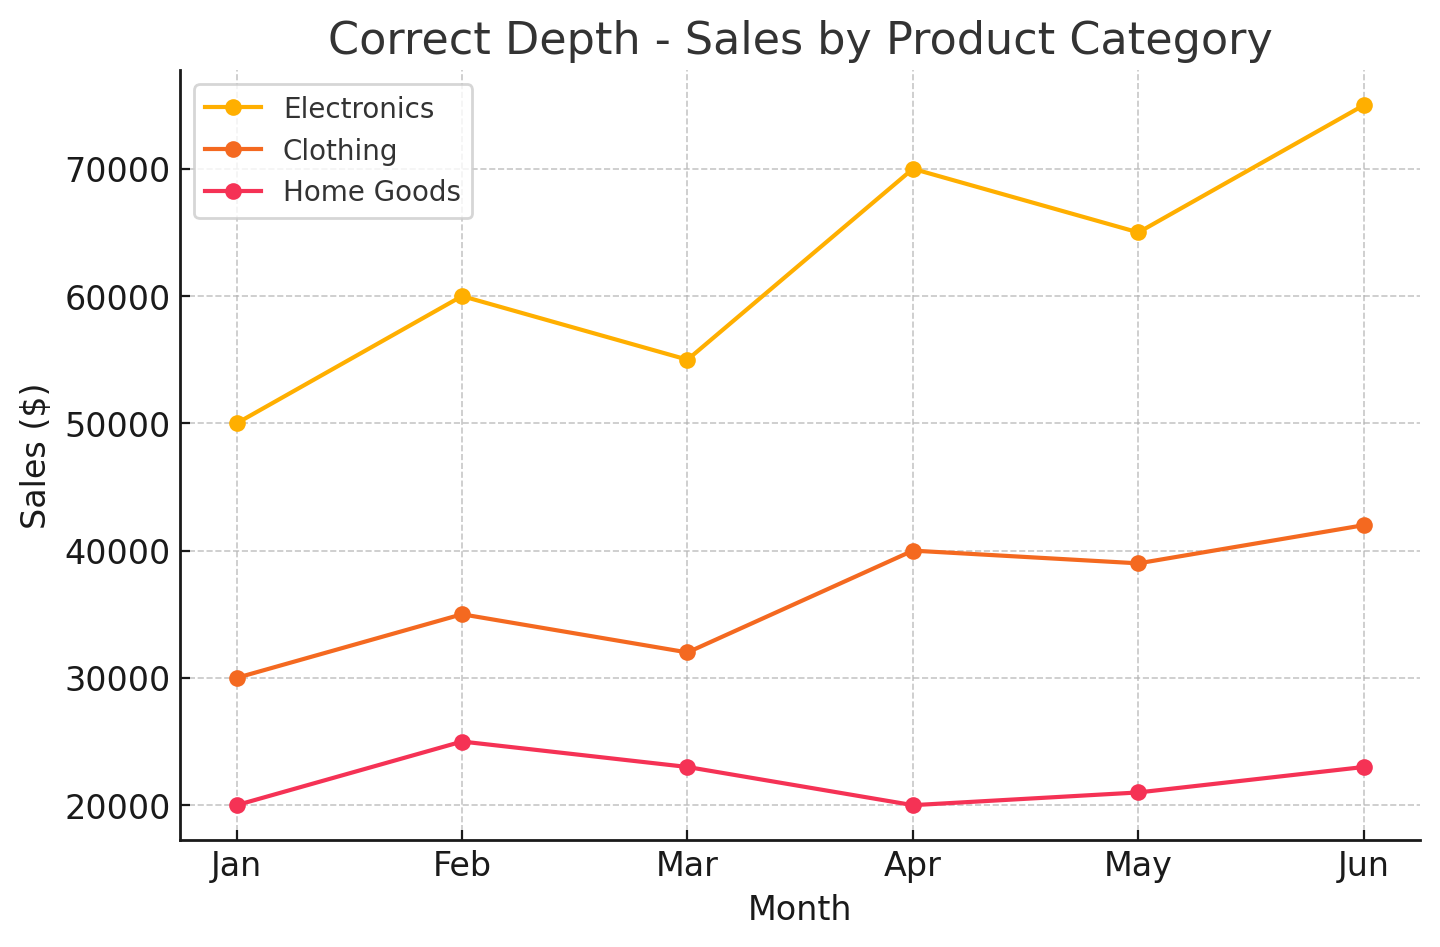 Correct Depth - Sales by Product Category
Electronics
Clothing
Home Goods
Sales ($)
70000
60000
50000
40000
30000
20000
Jan Feb Mar Apr May Jun
Month